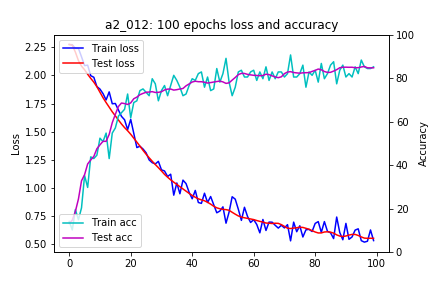 a2_012: 100 epochs loss and accuracy
Train loss
Test loss
Train acc
Test acc
Loss
Accuracy
2.25
2.00
1.75
1.50
1.25
1.00
0.75
0.50
100
80
60
40
20
0
0 20 40 60 80 100